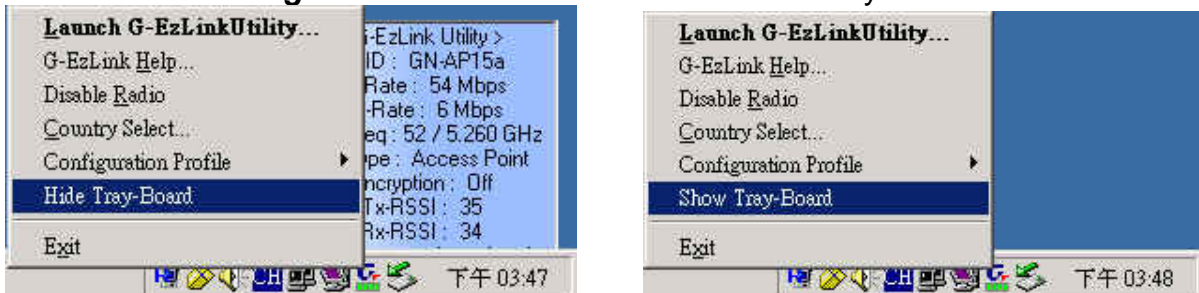 Launch G-EzLinkUtility...
G-EzLink Help...
Disable Radio
Country Select...
Configuration Profile
Hide Tray-Board
Exit
-EzLink Utility >
ID : GN-AP15a
Rate : 54 Mbps
-Rate : 6 Mbps
eq : 52 / 5.260 GHz
pe : Access Point
ncryption : Off
Tx-RSSI : 35
Rx-RSSI : 34
CH
下午 03:47
Launch G-EzLinkUtility...
G-EzLink Help...
Disable Radio
Country Select...
Configuration Profile
Show Tray-Board
Exit
CH
下午 03:48